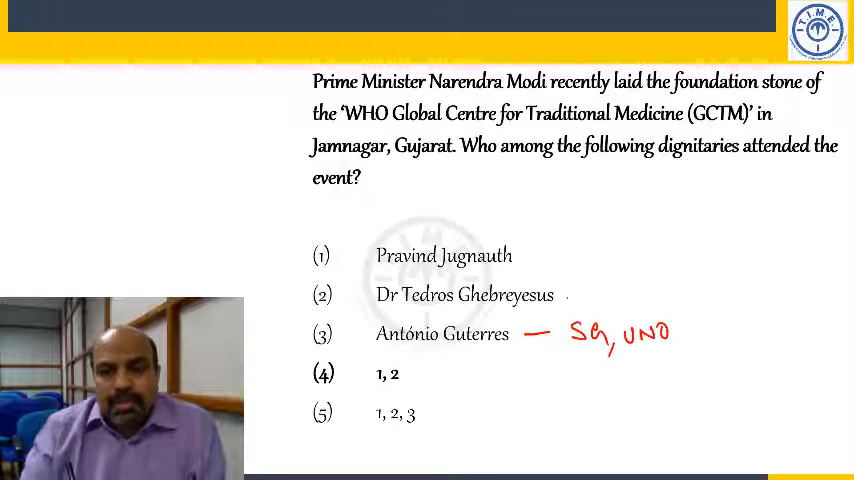 T.I.M.E.
Prime Minister Narendra Modi recently laid the foundation stone of
the ‘WHO Global Centre for Traditional Medicine (GCTM)’ in
Jamnagar, Gujarat. Who among the following dignitaries attended the
event?
(1) Pravind Jugnauth
(2) Dr Tedros Ghebreyesus
(3) António Guterres — SG, UNO
(4) 1, 2
(5) 1, 2, 3